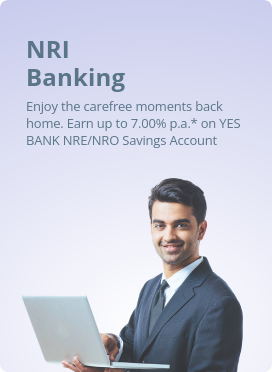 NRI
Banking
Enjoy the carefree moments back
home. Earn up to 7.00% p.a.* on YES
BANK NRE/NRO Savings Account